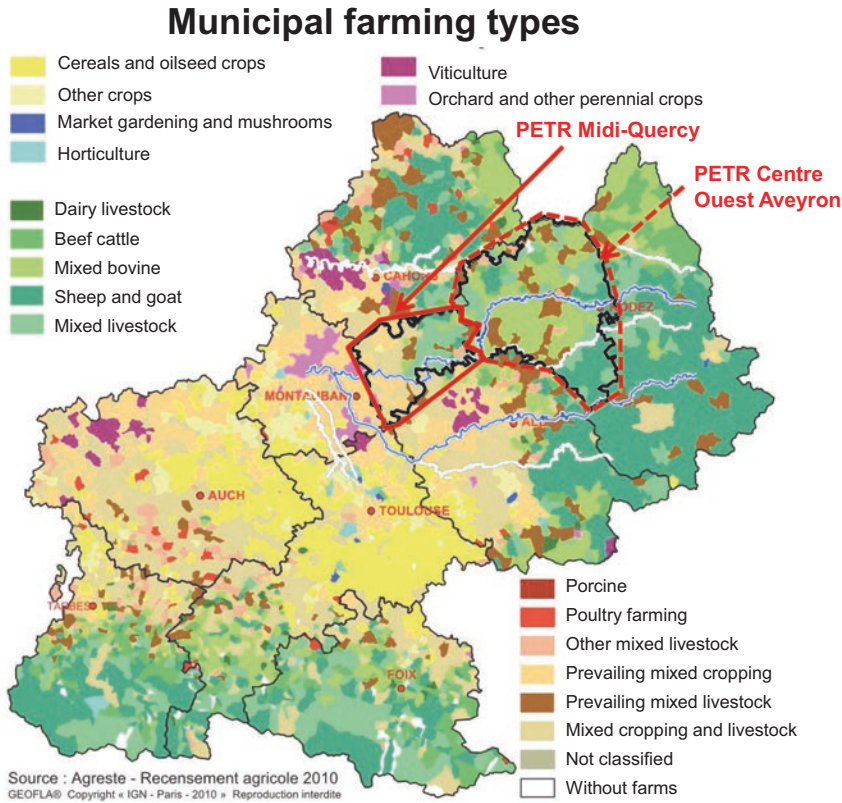 Municipal farming types
Cereals and oilseed crops
Other crops
Market gardening and mushrooms
Horticulture
Viticulture
Orchard and other perennial crops
Dairy livestock
Beef cattle
Mixed bovine
Sheep and goat
Mixed livestock
PETR Midi-Quercy
PETR Centre
Ouest Aveyron
MONTAUBAN
AUCH
TOULOUSE
TARBES
FOIX
Porcine
Poultry farming
Other mixed livestock
Prevailing mixed cropping
Prevailing mixed livestock
Mixed cropping and livestock
Not classified
Without farms
Source : Agreste - Recensement agricole 2010
GEOFLA® Copyright « IGN - Paris - 2010 » Reproduction interdite